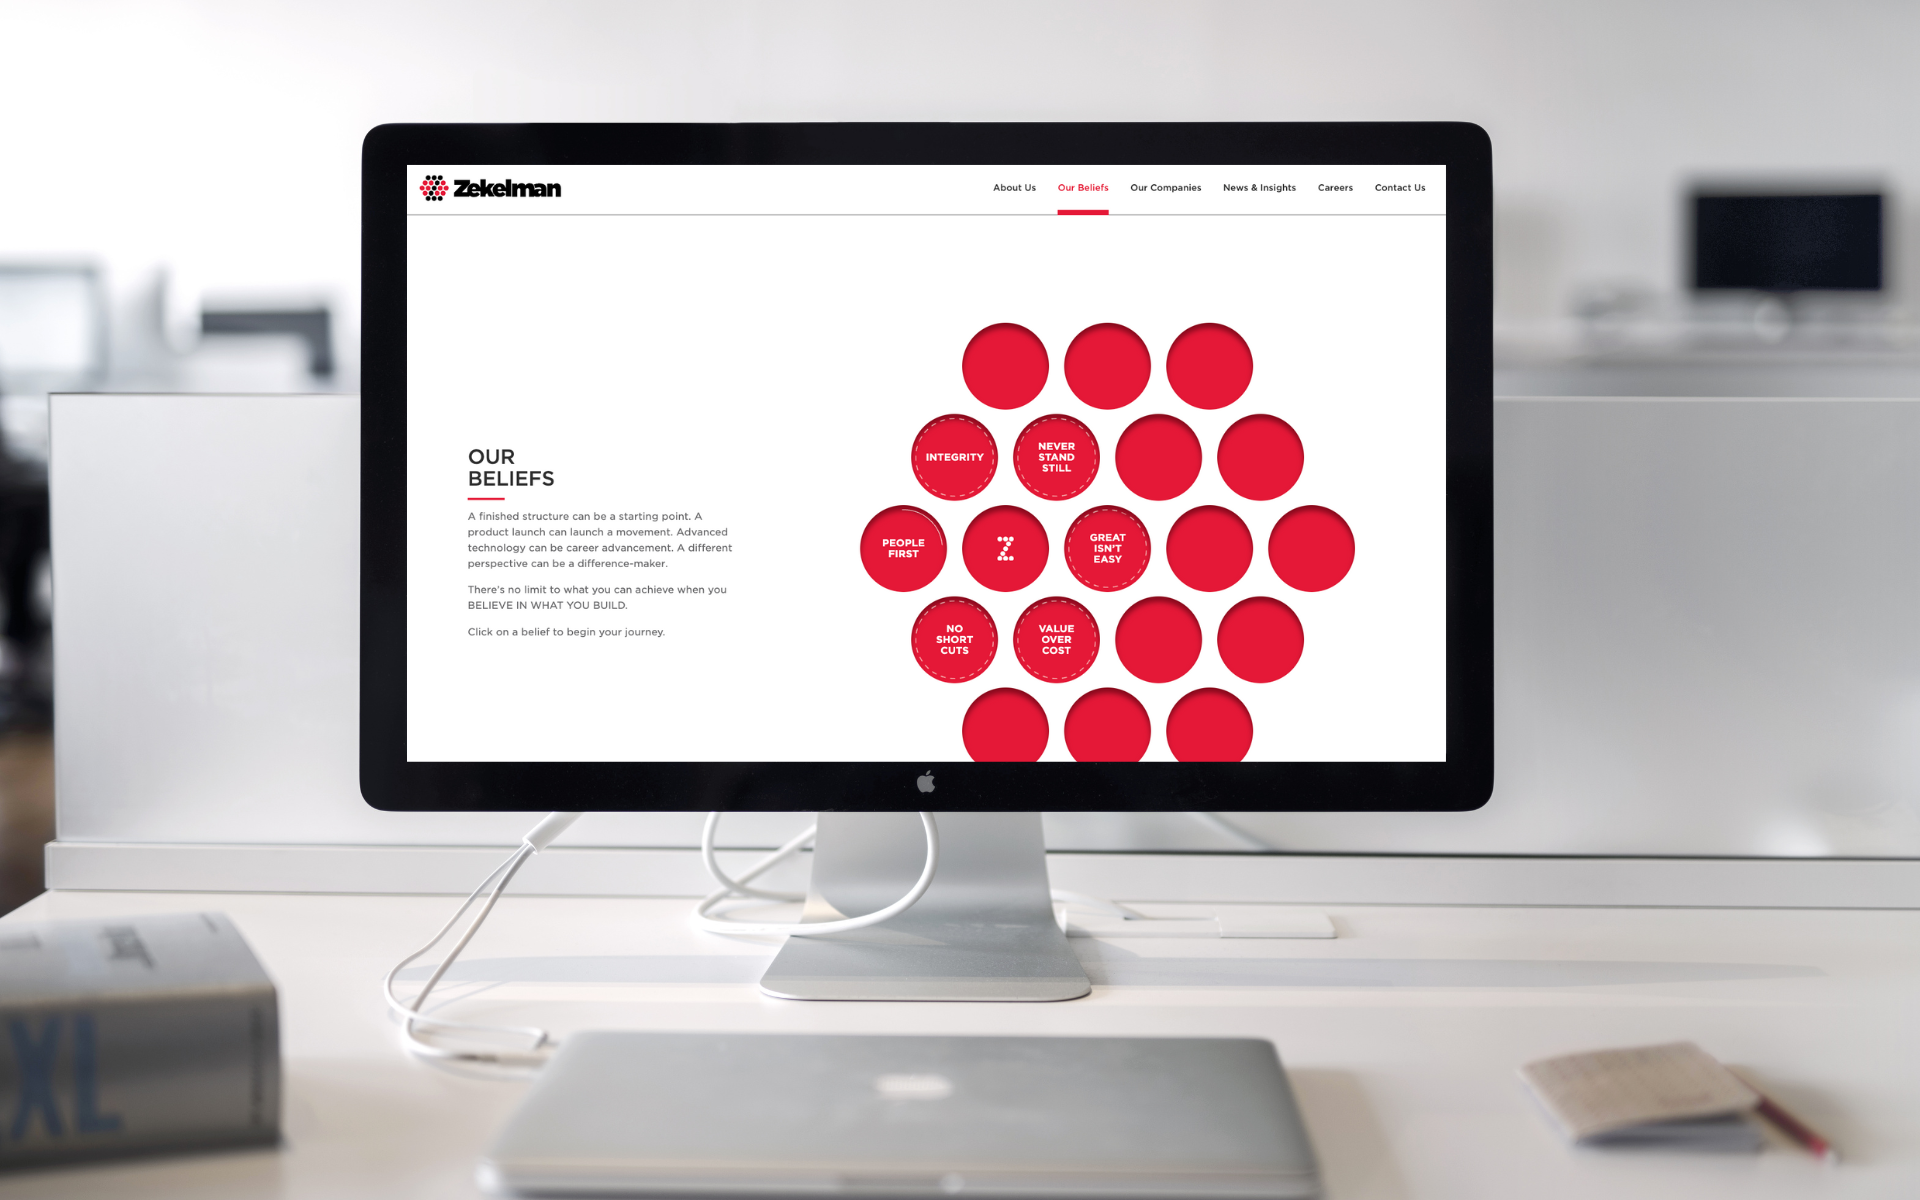 Zekelman
About Us
Our Beliefs
Our Companies
News & Insights
Careers
Contact Us
OUR
BELIEFS
A finished structure can be a starting point. A
product launch can launch a movement. Advanced
technology can be career advancement. A different
perspective can be a difference-maker.
There's no limit to what you can achieve when you
BELIEVE IN WHAT YOU BUILD.
Click on a belief to begin your journey.
INTEGRITY
NEVER
STAND
STILL
PEOPLE
FIRST
Z
GREAT
ISN'T
EASY
NO
SHORT
CUTS
VALUE
OVER
COST
XL